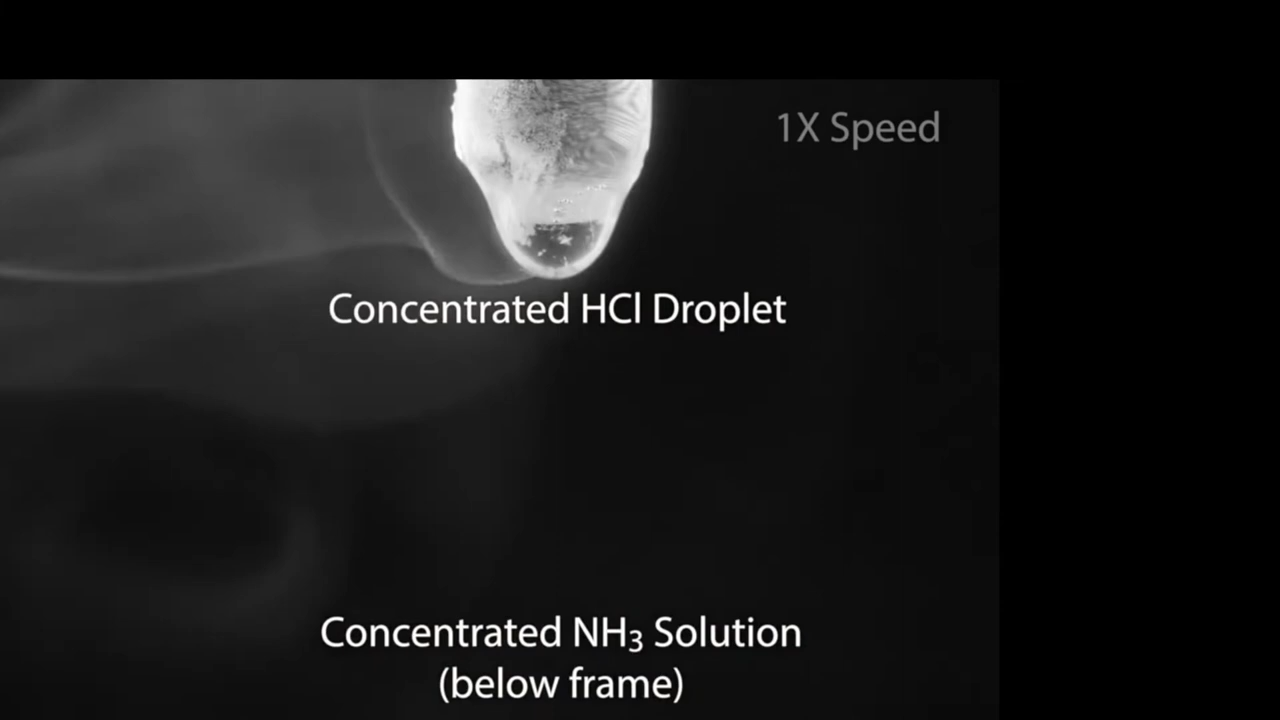 1X Speed
Concentrated HCl Droplet
Concentrated NH₃ Solution
(below frame)